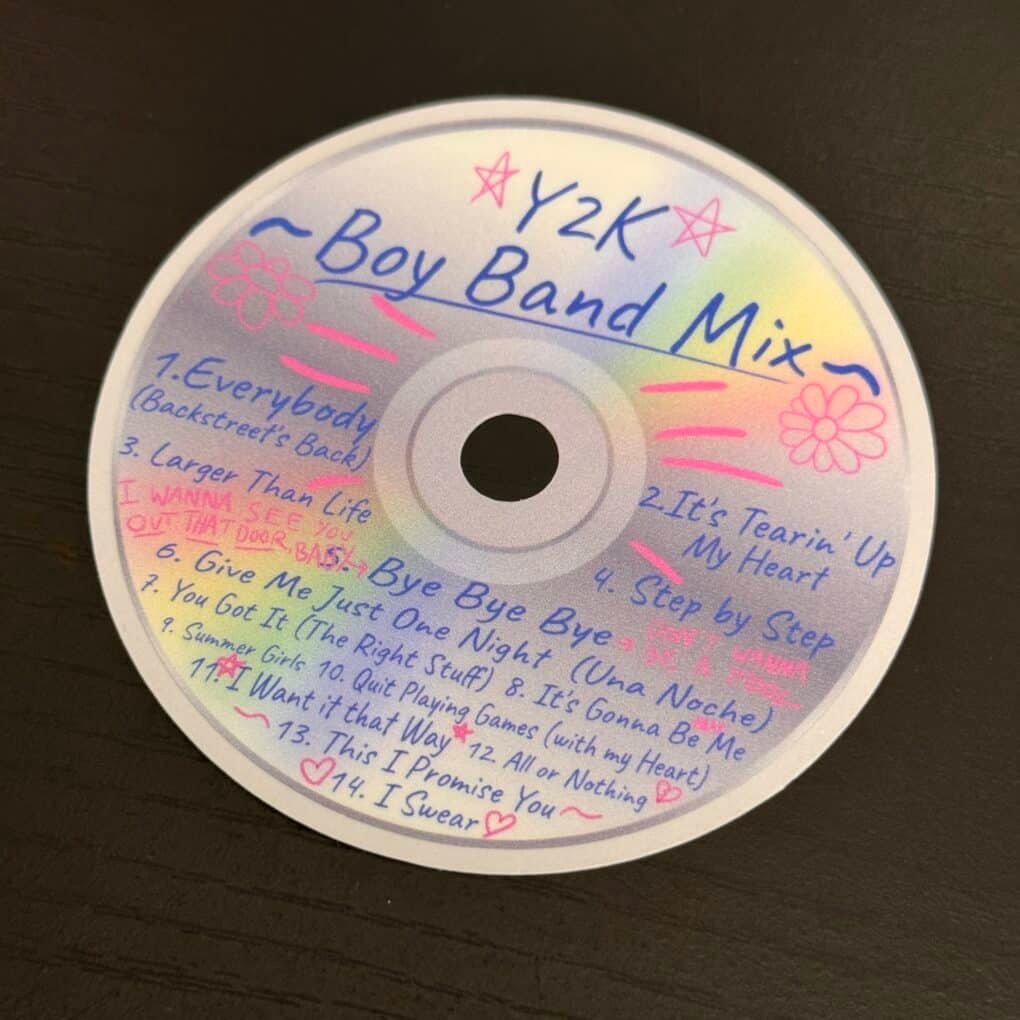 Y2K
~Boy Band Mix~
1. Everybody
(Backstreet's Back)
2. It's Tearin' Up
My Heart
3. Larger Than Life
4. Step by Step
I WANNA SEE YOU
OUT THAT DOOR, BABY →
5. Bye Bye Bye → DON'T WANNA
BE A
6. Give Me Just One Night (Una Noche)
7. You Got It (The Right Stuff) 8. It's Gonna Be Me
9. Summer Girls 10. Quit Playing Games (with my Heart)
11. I Want it that Way 12. All or Nothing
13. This I Promise You
14. I Swear